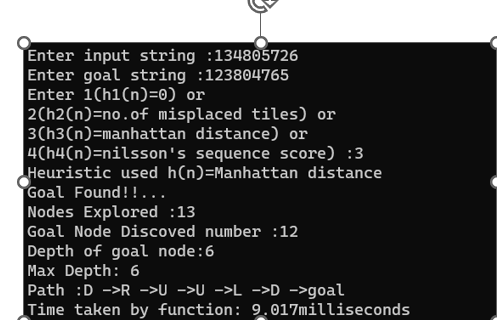 Enter input string :134805726
Enter goal string :123804765
Enter 1(h1(n)=0) or
2(h2(n)=no.of misplaced tiles) or
3(h3(n)=manhattan distance) or
4(h4(n)=nilsson's sequence score) :3
Heuristic used h(n)=Manhattan distance
Goal Found!!...
Nodes Explored :13
Goal Node Discoved number :12
Depth of goal node:6
Max Depth: 6
Path :D ->R ->U ->U ->L ->D ->goal
Time taken by function: 9.017milliseconds